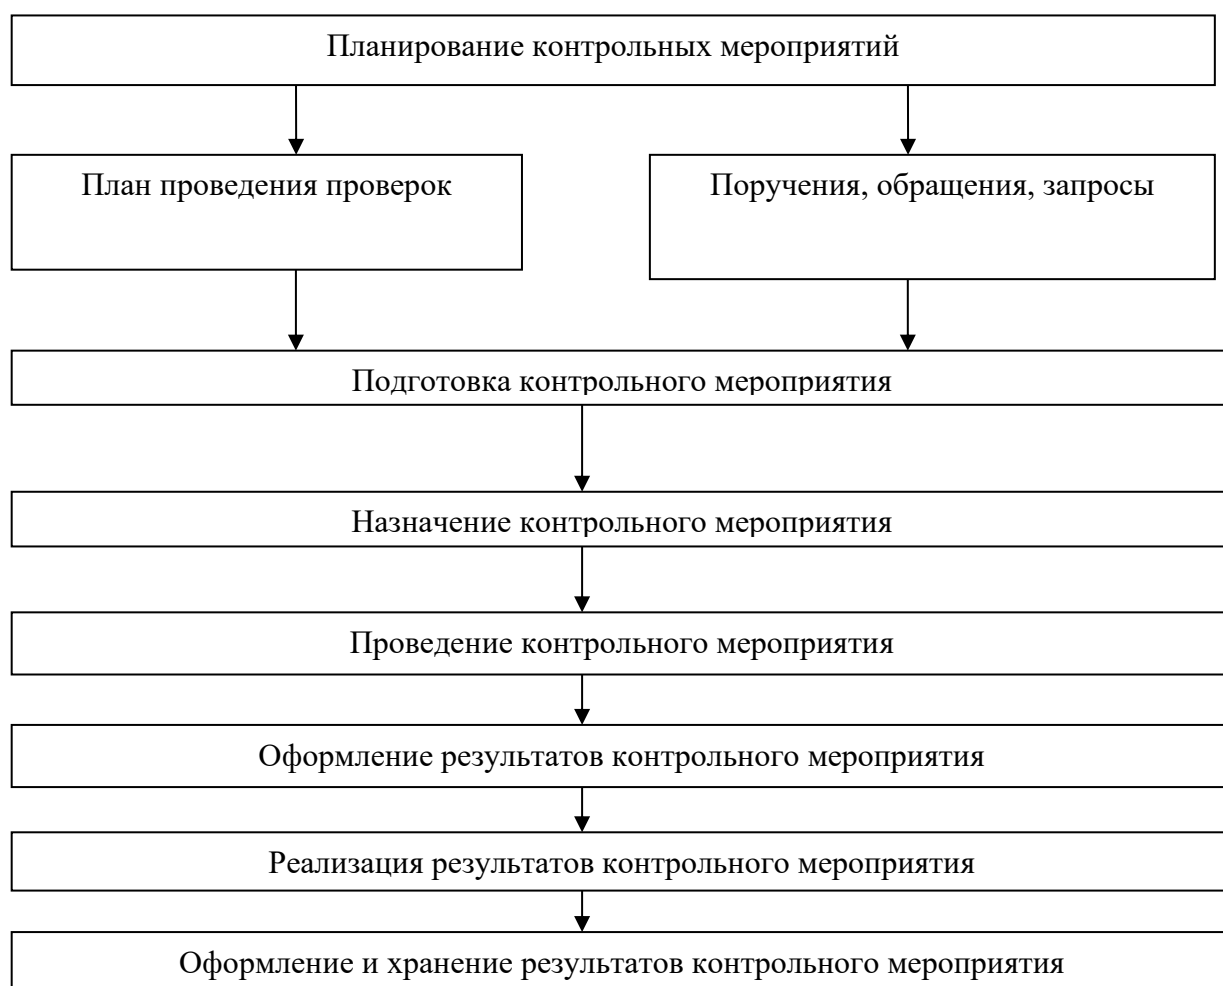 Планирование контрольных мероприятий
План проведения проверок
Поручения, обращения, запросы
Подготовка контрольного мероприятия
Назначение контрольного мероприятия
Проведение контрольного мероприятия
Оформление результатов контрольного мероприятия
Реализация результатов контрольного мероприятия
Оформление и хранение результатов контрольного мероприятия